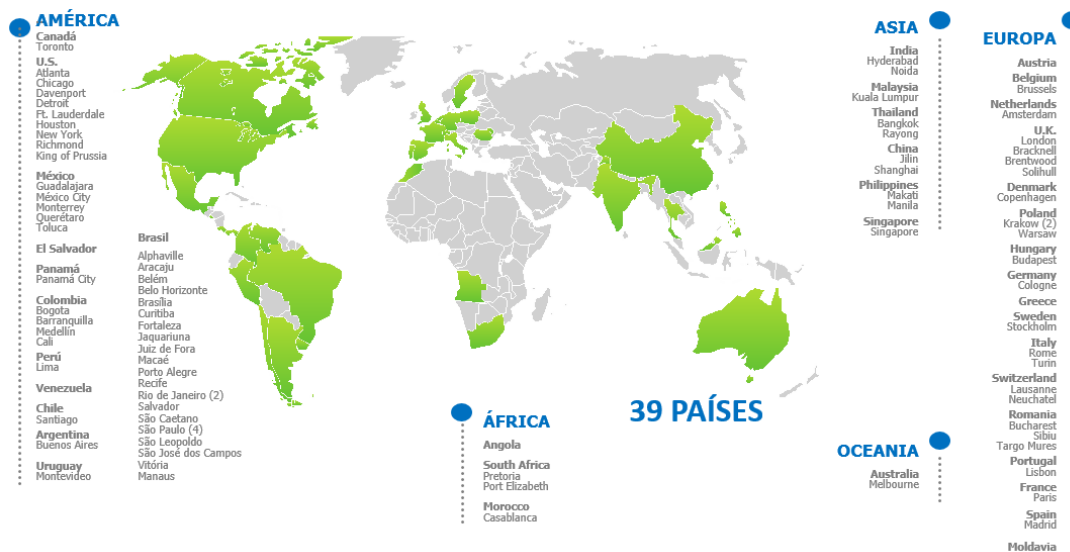 AMÉRICA
Canadá
Toronto
U.S.
Atlanta
Chicago
Davenport
Detroit
Ft. Lauderdale
Houston
New York
Richmond
King of Prussia
México
Guadalajara
México City
Monterrey
Querétaro
Toluca
El Salvador
Panamá
Panamá City
Colombia
Bogota
Barranquilla
Medellín
Cali
Perú
Lima
Venezuela
Chile
Santiago
Argentina
Buenos Aires
Uruguay
Montevideo
Brasil
Alphaville
Aracaju
Belém
Belo Horizonte
Brasília
Curitiba
Fortaleza
Jaquariuna
Juiz de Fora
Macaé
Porto Alegre
Recife
Rio de Janeiro (2)
Salvador
São Caetano
São Paulo (4)
São Leopoldo
São José dos Campos
Vitória
Manaus
ÁFRICA
Angola
South Africa
Pretoria
Port Elizabeth
Morocco
Casablanca
39 PAÍSES
ASIA
India
Hyderabad
Noida
Malaysia
Kuala Lumpur
Thailand
Bangkok
Rayong
China
Jilin
Shanghai
Philippines
Makati
Manila
Singapore
Singapore
OCEANIA
Australia
Melbourne
EUROPA
Austria
Belgium
Brussels
Netherlands
Amsterdam
U.K.
London
Bracknell
Brentwood
Solihull
Denmark
Copenhagen
Poland
Krakow (2)
Warsaw
Hungary
Budapest
Germany
Cologne
Greece
Sweden
Stockholm
Italy
Rome
Turin
Switzerland
Lausanne
Neuchatel
Romania
Bucharest
Sibiu
Targo Mures
Portugal
Lisbon
France
Paris
Spain
Madrid
Moldavia